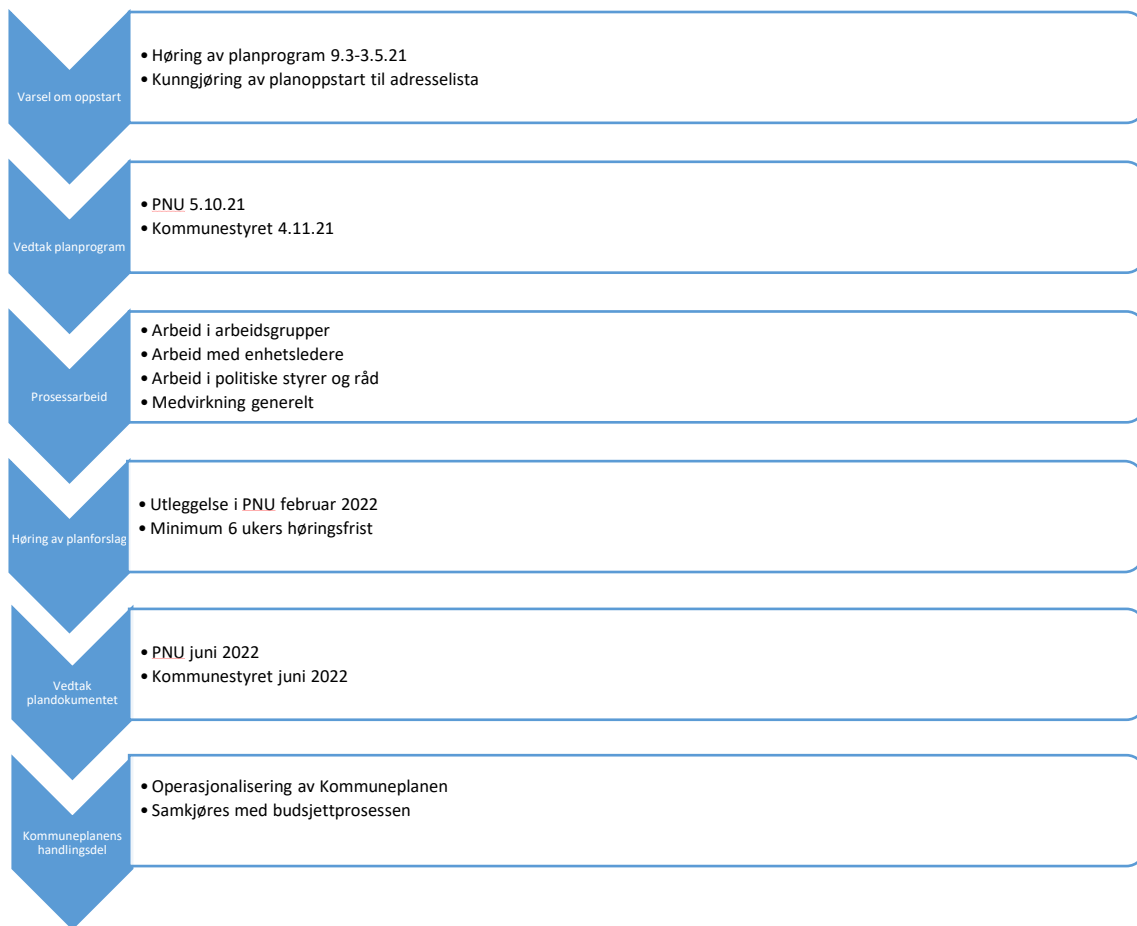 Varsel om oppstart
• Høring av planprogram 9.3-3.5.21
• Kunngjøring av planoppstart til adresselista
Vedtak planprogram
• PNU 5.10.21
• Kommunestyret 4.11.21
Prosessarbeid
• Arbeid i arbeidsgrupper
• Arbeid med enhetsledere
• Arbeid i politiske styrer og råd
• Medvirkning generelt
Høring av planforslag
• Utleggelse i PNU februar 2022
• Minimum 6 ukers høringsfrist
Vedtak
plandokumentet
• PNU juni 2022
• Kommunestyret juni 2022
Kommuneplanens
handlingsdel
• Operasjonalisering av Kommuneplanen
• Samkjøres med budsjettprosessen